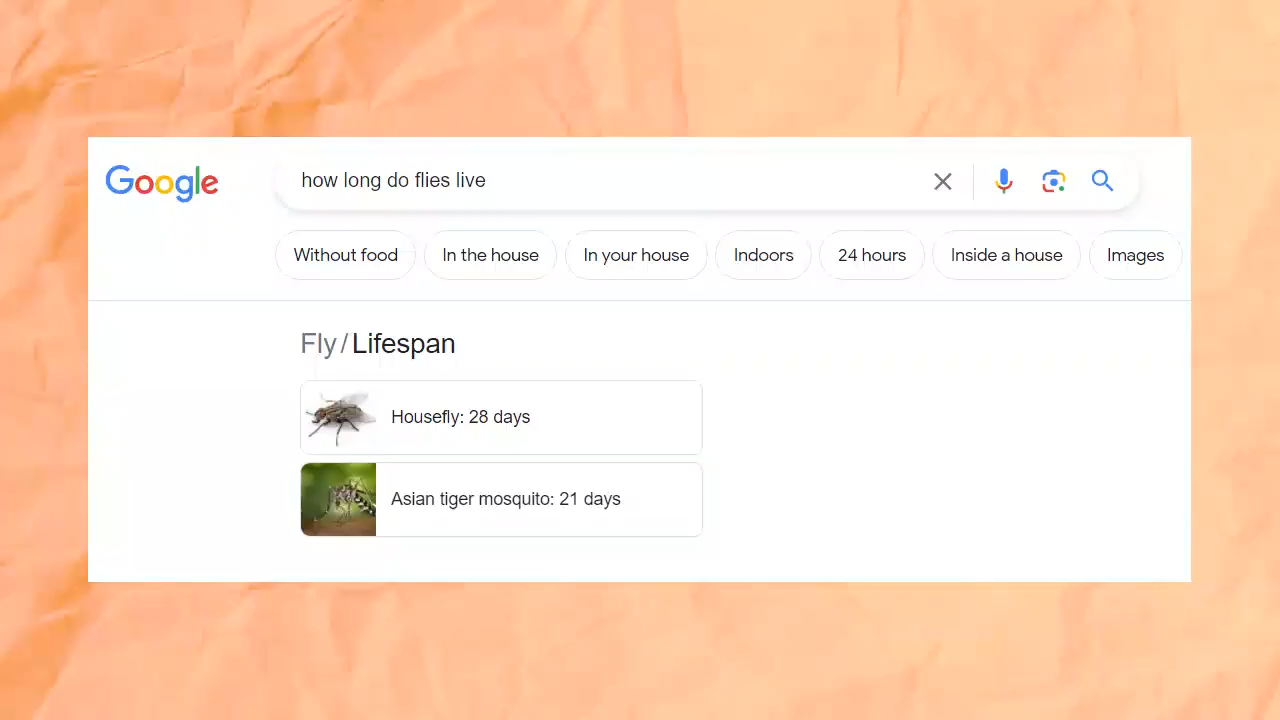 Google
how long do flies live
Without food In the house In your house Indoors 24 hours Inside a house Images
Fly/Lifespan
Housefly: 28 days
Asian tiger mosquito: 21 days